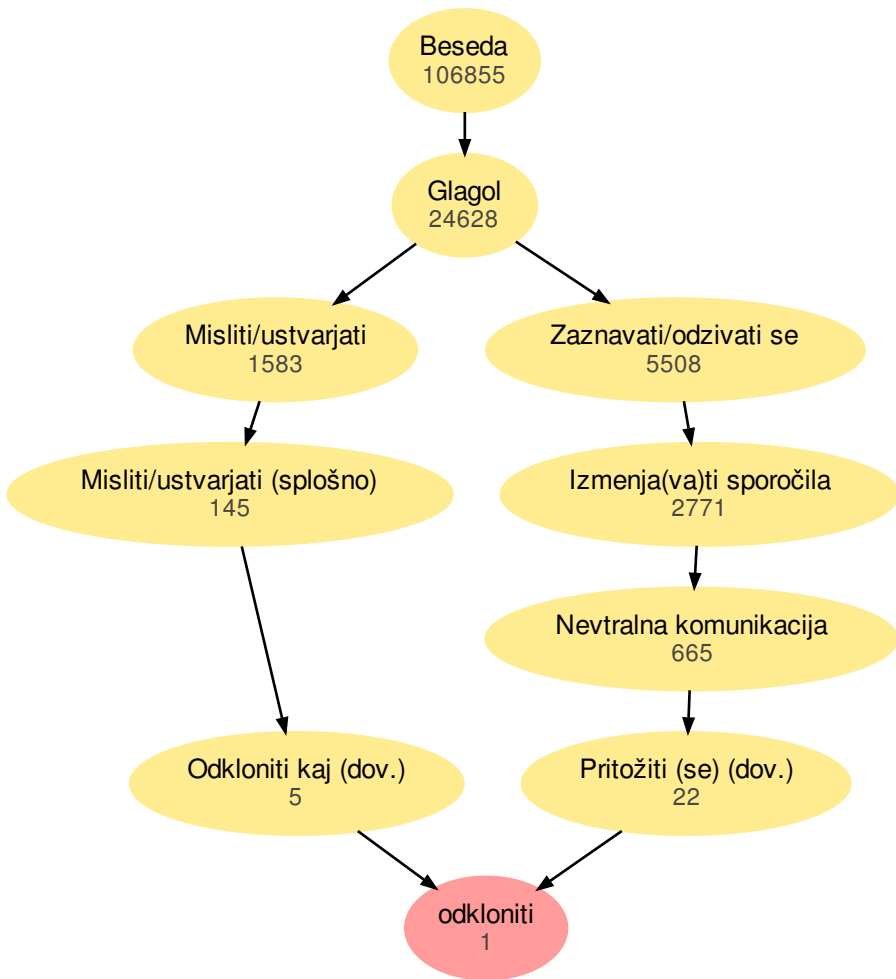 Beseda
106855
Glagol
24628
Misliti/ustvarjati
1583
Zaznavati/odzivati se
5508
Misliti/ustvarjati (splošno)
145
Izmenja(va)ti sporočila
2771
Nevtralna komunikacija
665
Odkloniti kaj (dov.)
5
Pritožiti (se) (dov.)
22
odkloniti
1